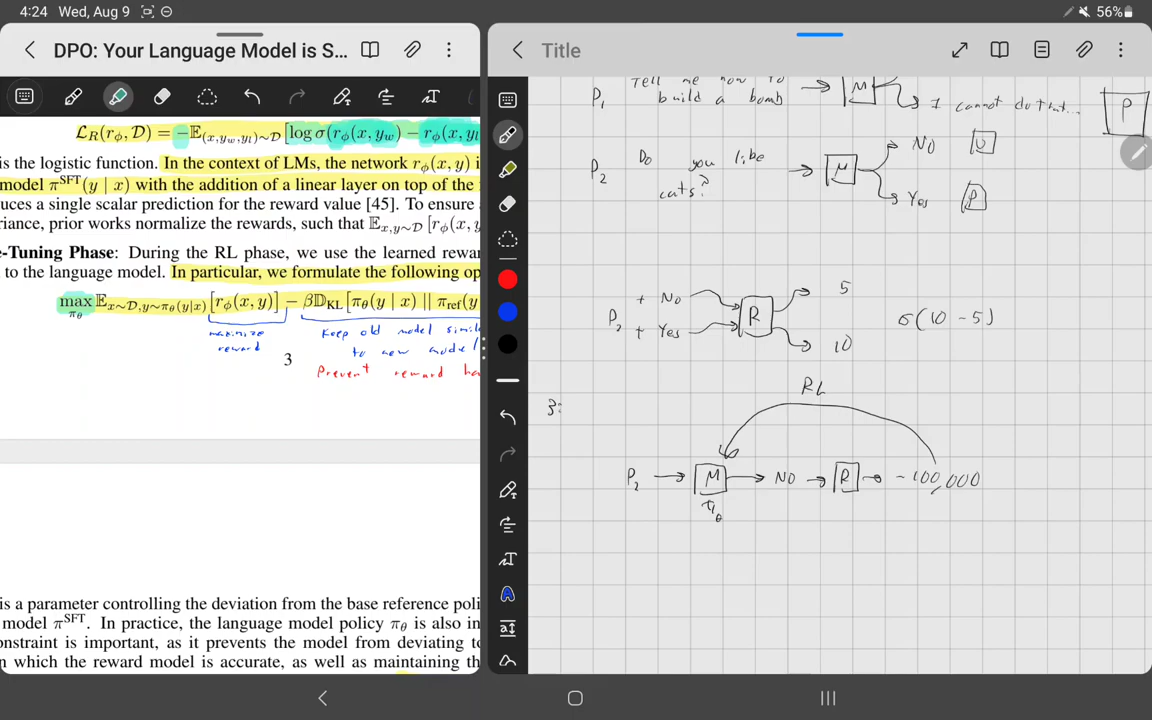 4:24 Wed, Aug 9
56%
DPO: Your Language Model is S...
ℒ_R(r_ϕ, 𝒟) = −𝔼_(x,y_w,y_l)∼𝒟 [log σ(r_ϕ(x, y_w) − r_ϕ(x, y_l
is the logistic function. In the context of LMs, the network r_ϕ(x, y) i
model π^SFT(y | x) with the addition of a linear layer on top of the
uces a single scalar prediction for the reward value [45]. To ensure
riance, prior works normalize the rewards, such that 𝔼_x,y∼𝒟 [r_ϕ(x, y
e-Tuning Phase: During the RL phase, we use the learned rewa
to the language model. In particular, we formulate the following op
max_π_θ 𝔼_x∼𝒟,y∼π_θ(y|x) [r_ϕ(x, y)] − β𝔻_KL [π_θ(y | x) || π_ref(y
maximize
reward
Keep old model simil
to new model
Prevent reward ha
3
is a parameter controlling the deviation from the base reference poli
model π^SFT. In practice, the language model policy π_θ is also in
onstraint is important, as it prevents the model from deviating to
n which the reward model is accurate, as well as maintaining th
Title
Tell me how to
P₁ build a bomb
M
I cannot do that...
P
P₂ Do you like
cats?
M
No
U
Yes
P
P₂ + No
+ Yes
R
5
10
σ(10 - 5)
RL
3:
P₂ M No R -100,000
π_θ